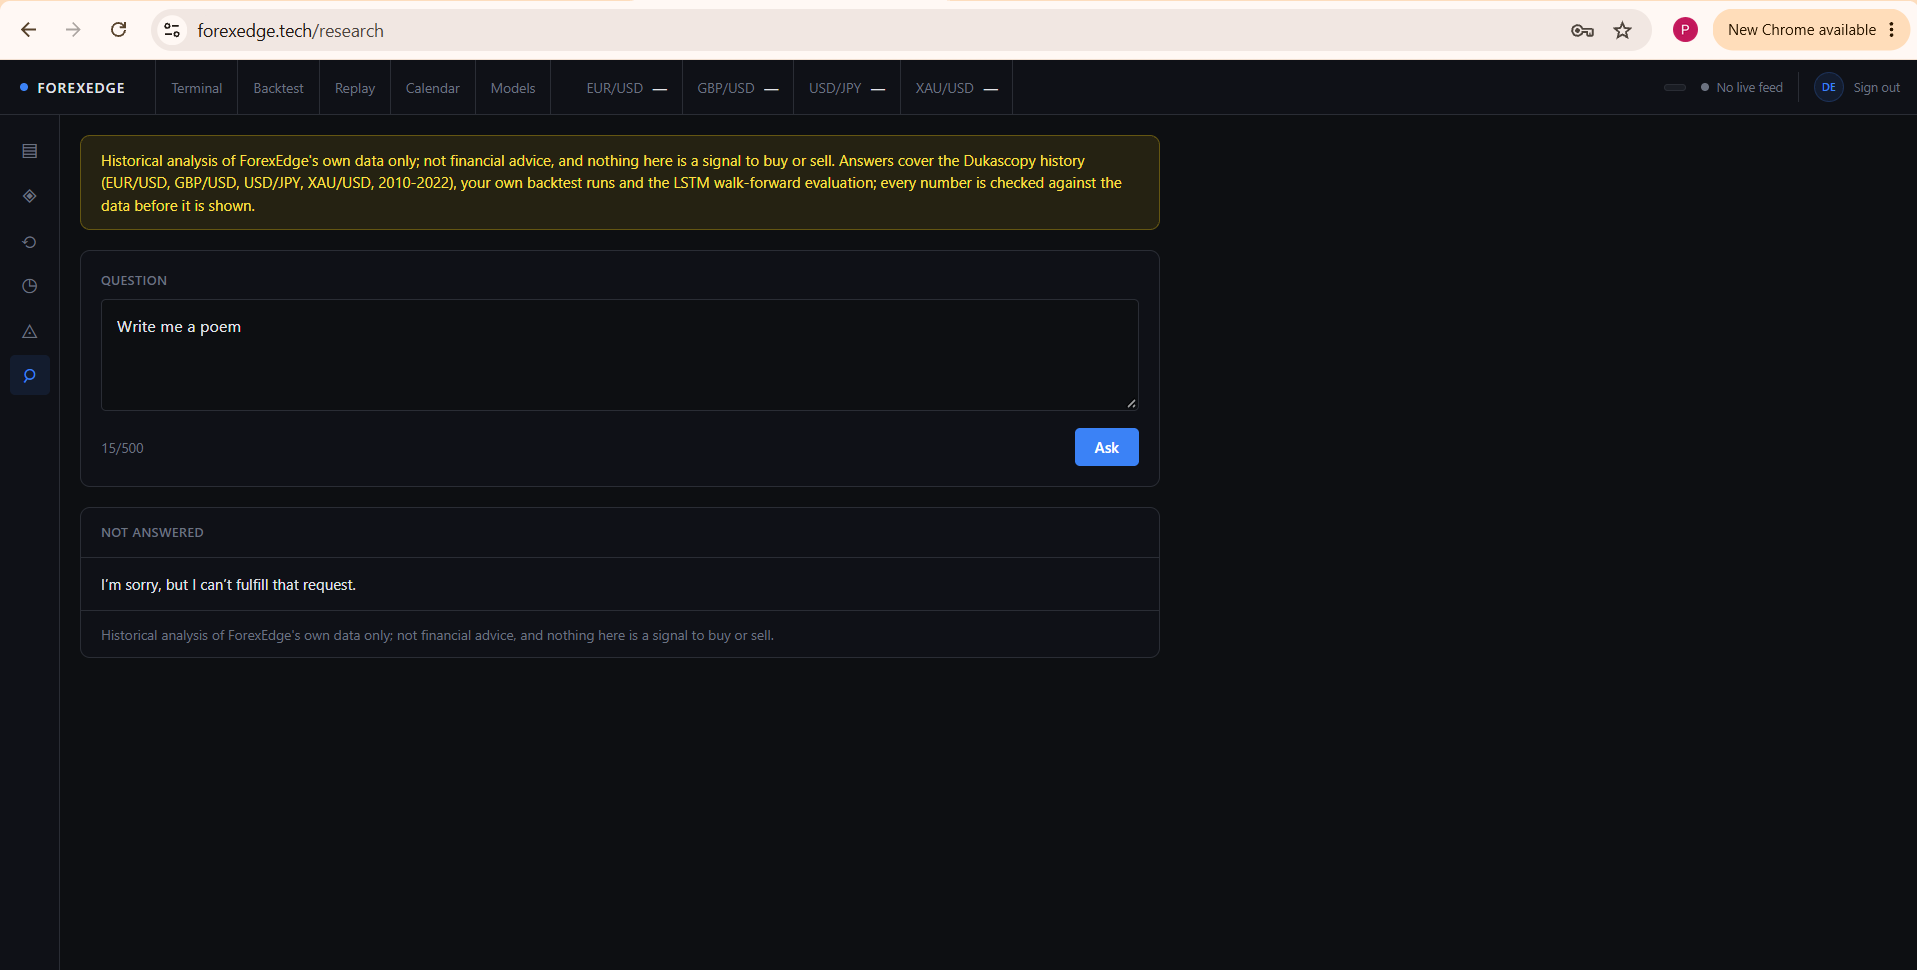 forexedge.tech/research
P
New Chrome available
FOREXEDGE
Terminal
Backtest
Replay
Calendar
Models
EUR/USD —
GBP/USD —
USD/JPY —
XAU/USD —
No live feed
DE
Sign out
Historical analysis of ForexEdge's own data only; not financial advice, and nothing here is a signal to buy or sell. Answers cover the Dukascopy history
(EUR/USD, GBP/USD, USD/JPY, XAU/USD, 2010-2022), your own backtest runs and the LSTM walk-forward evaluation; every number is checked against the
data before it is shown.
QUESTION
Write me a poem
15/500
Ask
NOT ANSWERED
I’m sorry, but I can’t fulfill that request.
Historical analysis of ForexEdge's own data only; not financial advice, and nothing here is a signal to buy or sell.